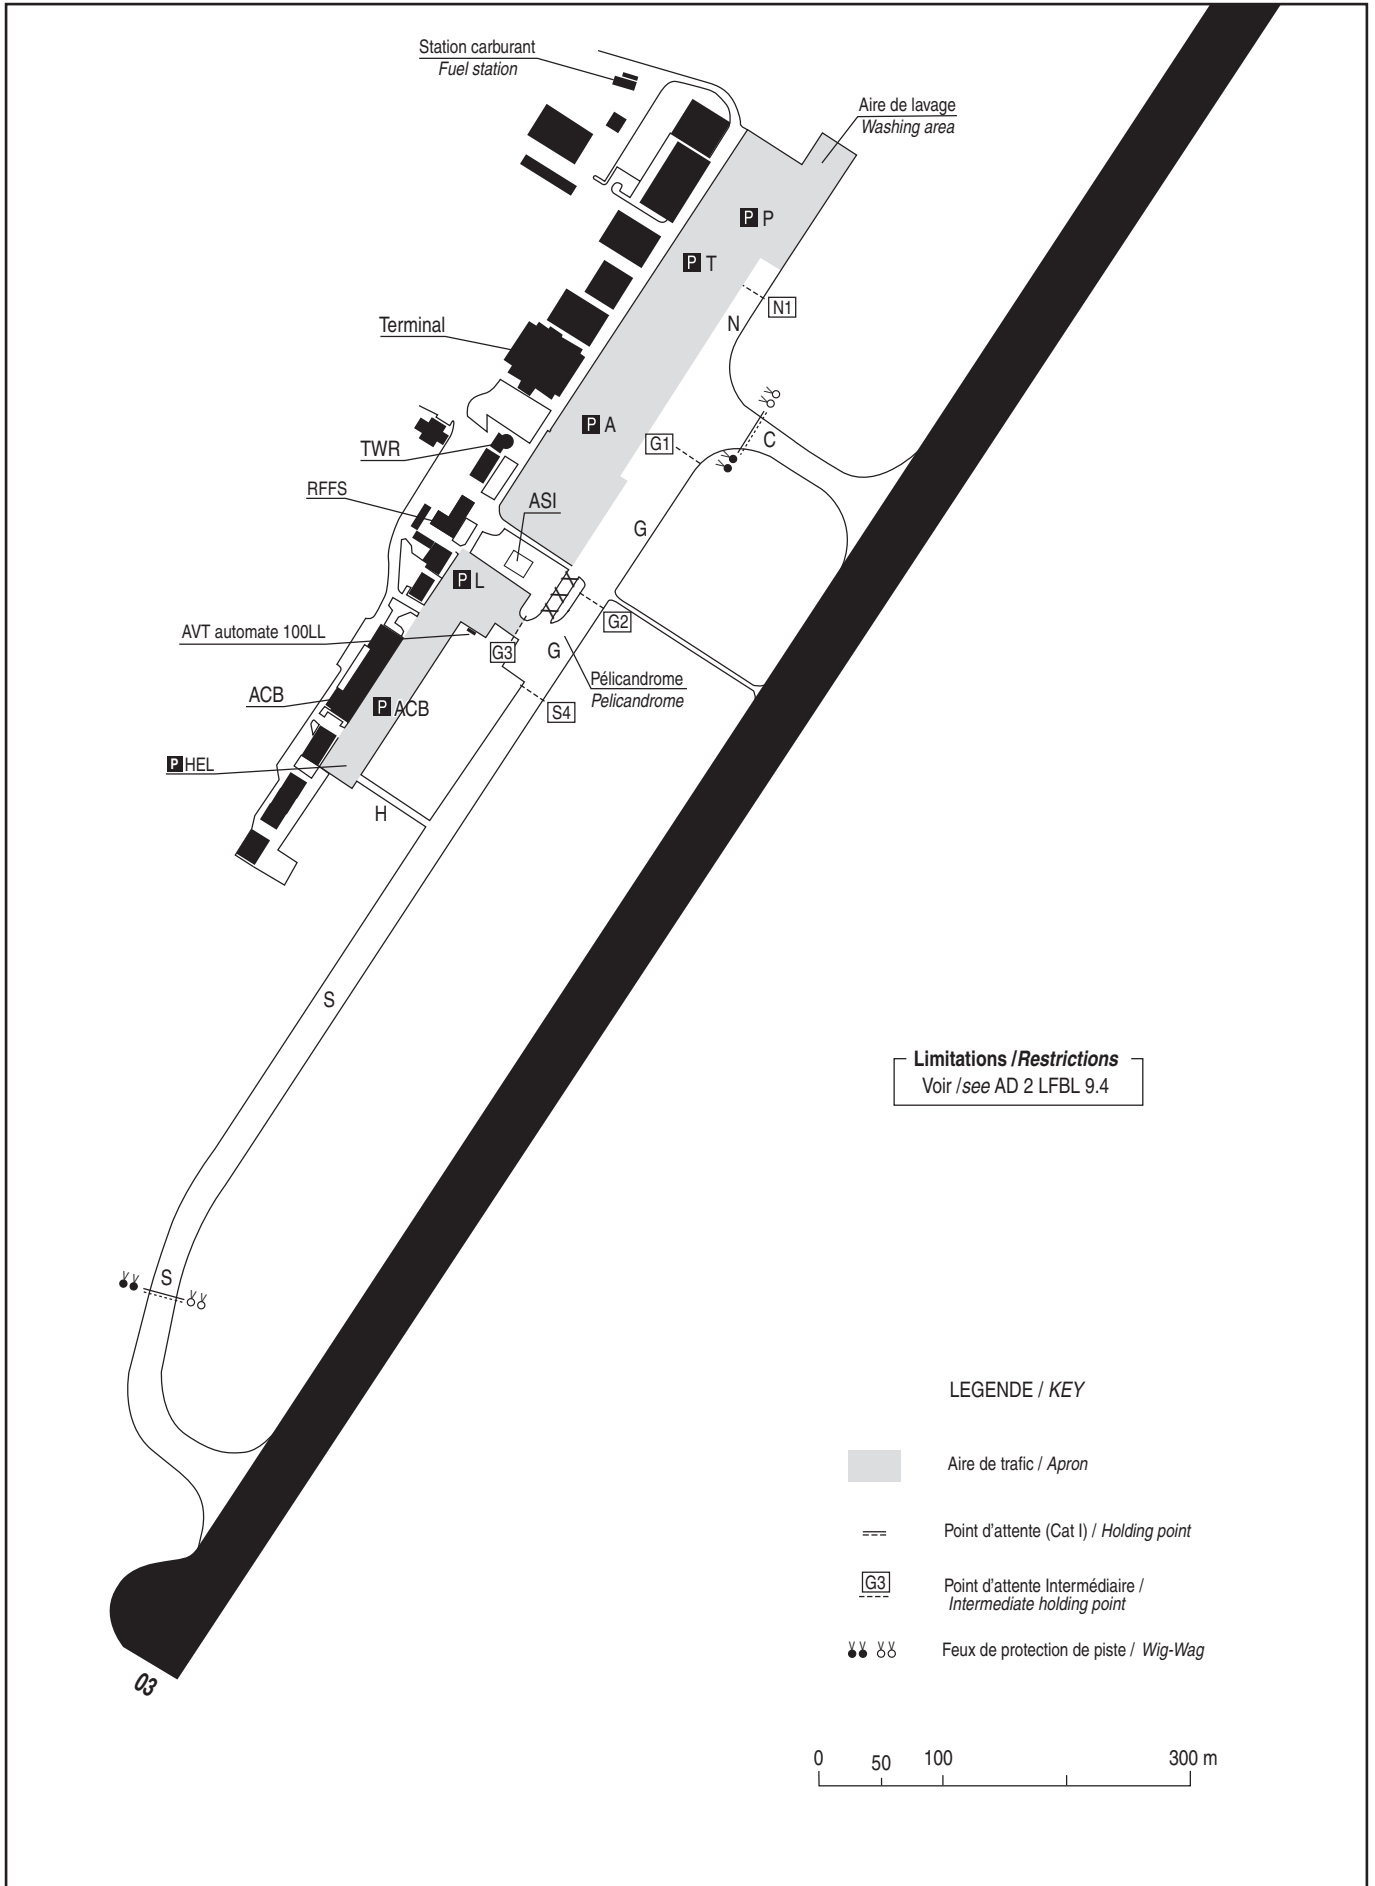 Station carburant
Fuel station
Aire de lavage
Washing area
P P
P T
N1
N
Terminal
P A
G1
C
TWR
RFFS
ASI
G
P L
G2
AVT automate 100LL
G3
G
Pélicandrome
Pelicandrome
ACB
P ACB
S4
P HEL
H
S
Limitations / Restrictions
Voir / see AD 2 LFBL 9.4
S
LEGENDE / KEY
Aire de trafic / Apron
Point d'attente (Cat I) / Holding point
G3
Point d'attente Intermédiaire /
Intermediate holding point
Feux de protection de piste / Wig-Wag
03
0 50 100 300 m